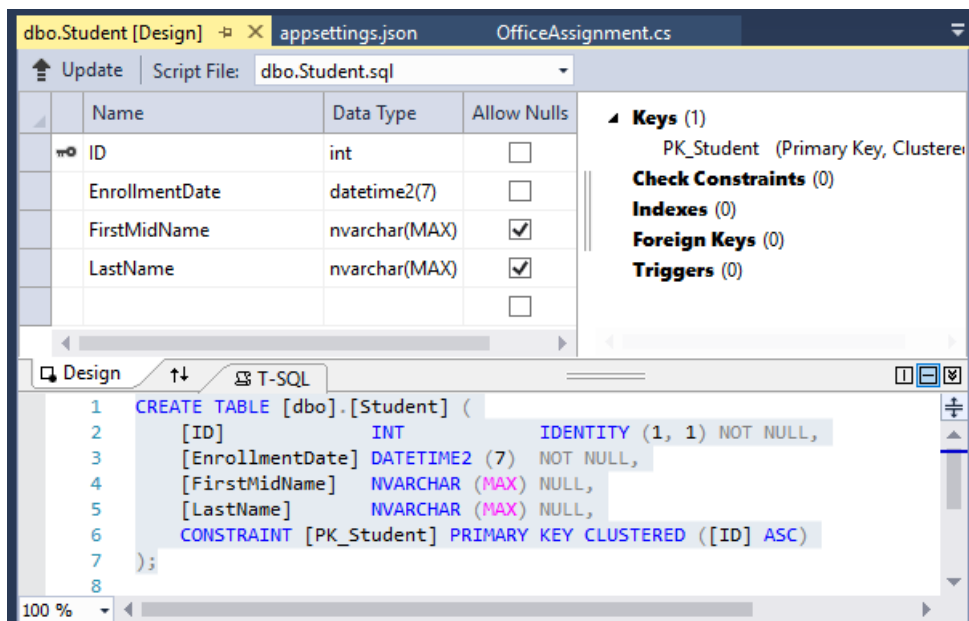 dbo.Student [Design] appsettings.json OfficeAssignment.cs
Update Script File: dbo.Student.sql
Name Data Type Allow Nulls
ID int
EnrollmentDate datetime2(7)
FirstMidName nvarchar(MAX)
LastName nvarchar(MAX)
Keys (1)
PK_Student (Primary Key, Clustere
Check Constraints (0)
Indexes (0)
Foreign Keys (0)
Triggers (0)
Design T-SQL
1 CREATE TABLE [dbo].[Student] (
2 [ID] INT IDENTITY (1, 1) NOT NULL,
3 [EnrollmentDate] DATETIME2 (7) NOT NULL,
4 [FirstMidName] NVARCHAR (MAX) NULL,
5 [LastName] NVARCHAR (MAX) NULL,
6 CONSTRAINT [PK_Student] PRIMARY KEY CLUSTERED ([ID] ASC)
7 );
8
100 %